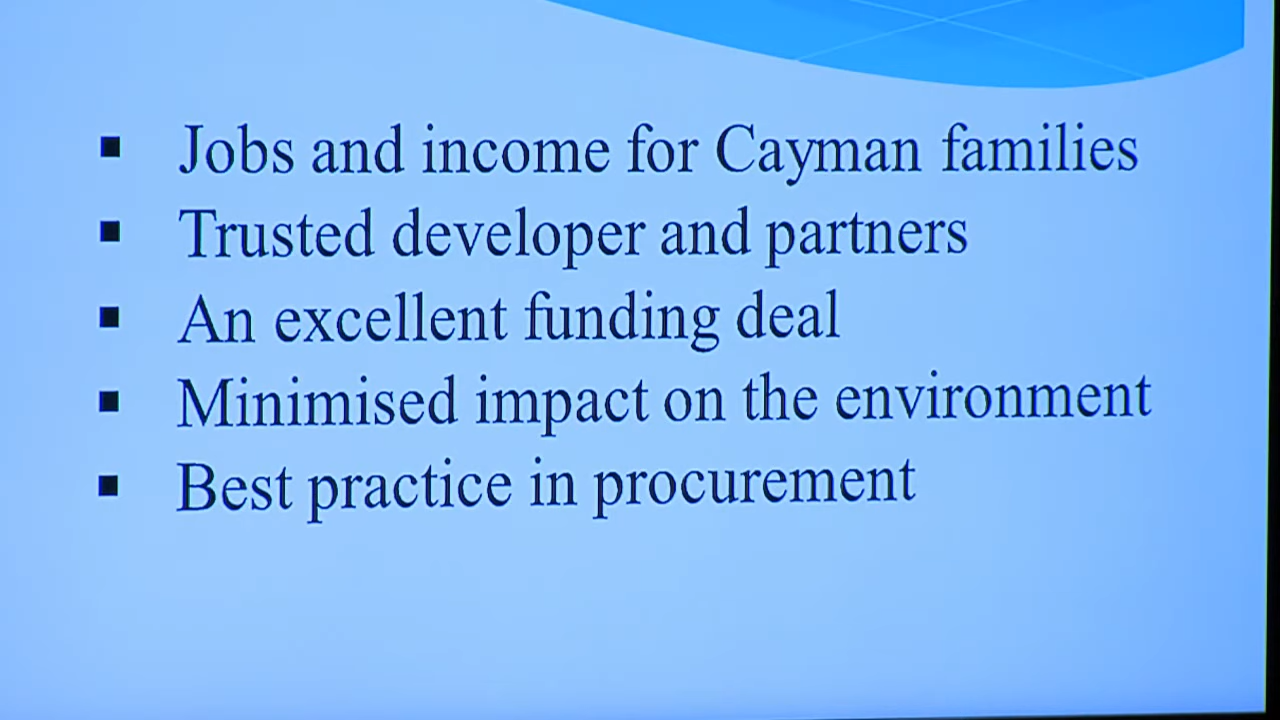 ▪ Jobs and income for Cayman families
▪ Trusted developer and partners
▪ An excellent funding deal
▪ Minimised impact on the environment
▪ Best practice in procurement